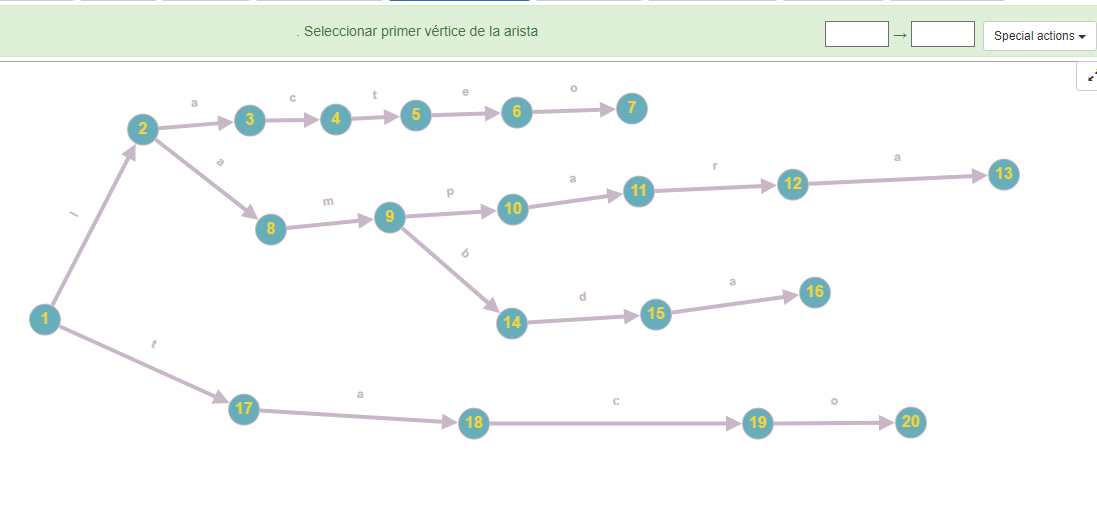 . Seleccionar primer vértice de la arista
→
Special actions
a c t e o
2 3 4 5 6 7
a
r
a
a
13
12
m
p
11
10
9
8
l
b
a
16
d
15
14
1
t
a
c
o
17
18
19
20